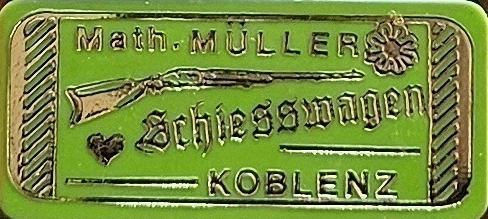 Math. MÜLLER
Schiesswagen
KOBLENZ